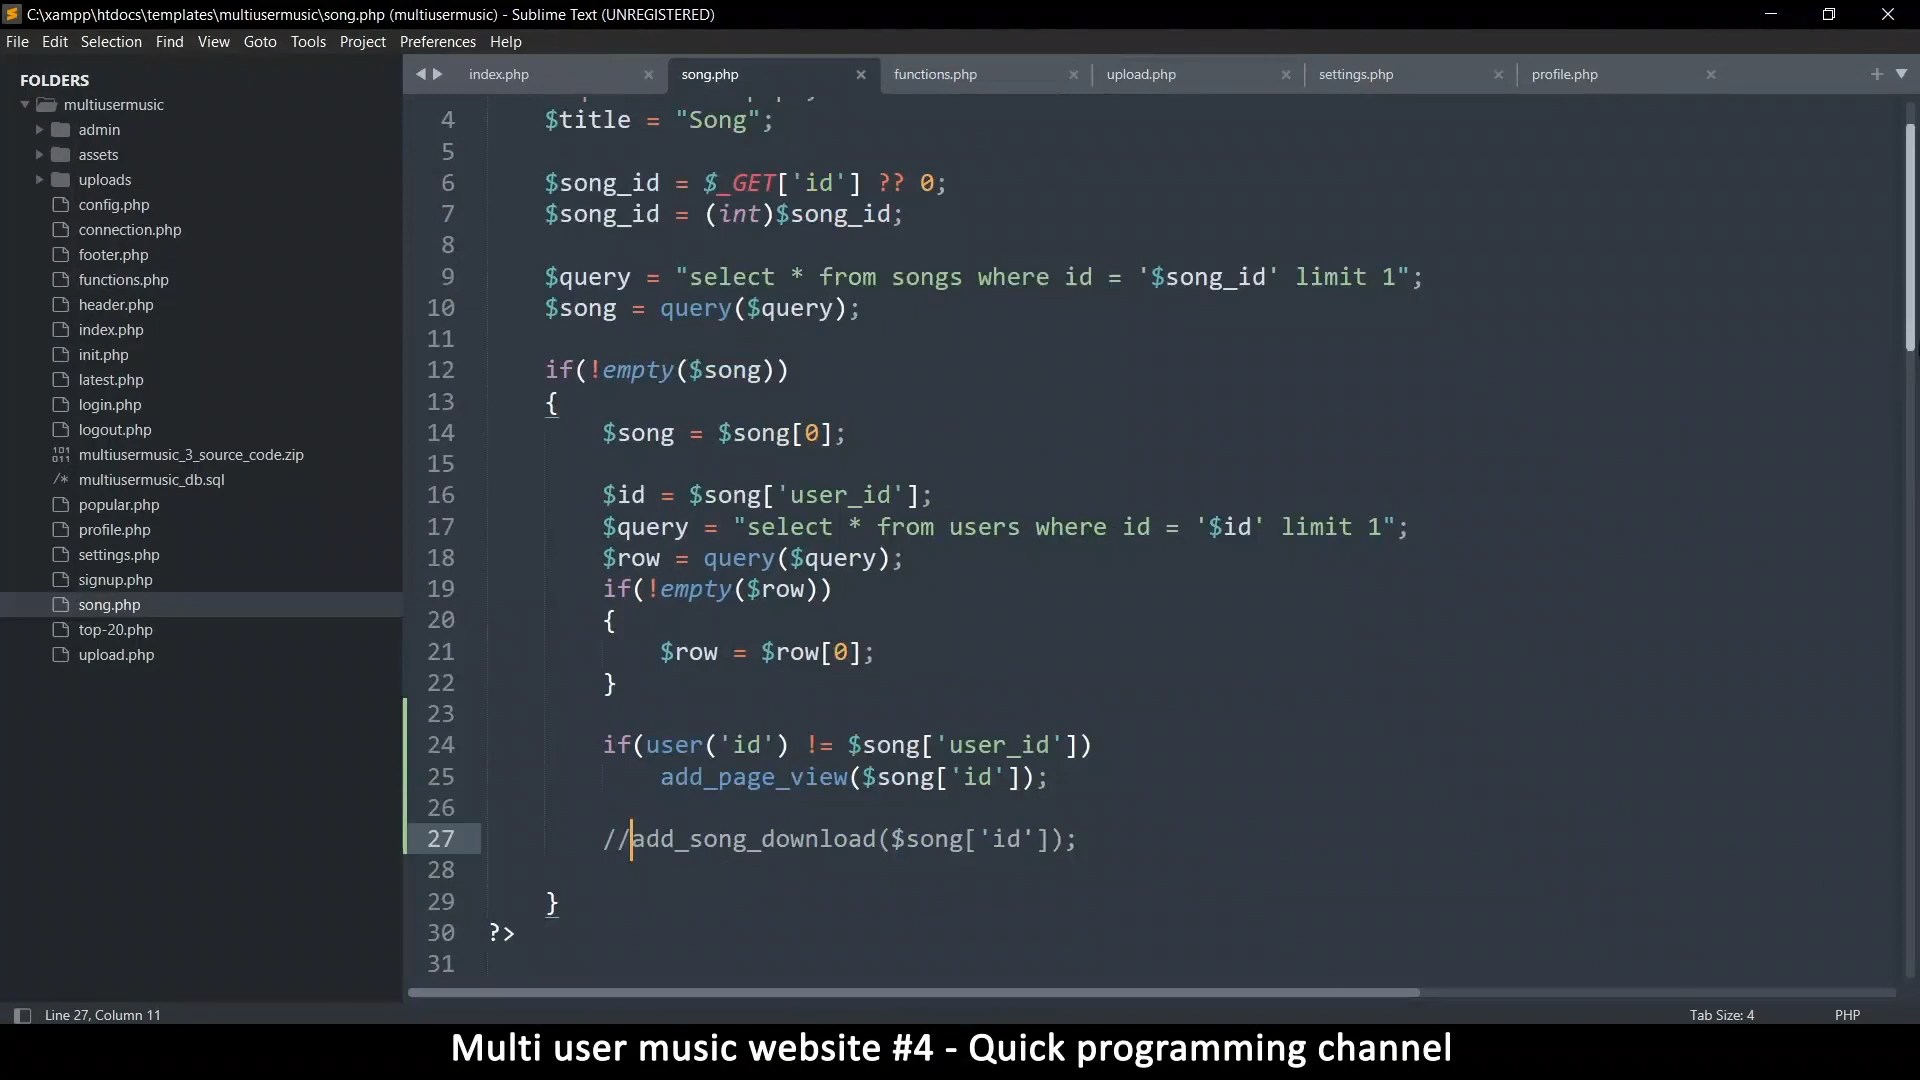 C:\xampp\htdocs\templates\multiusermusic\song.php (multiusermusic) - Sublime Text (UNREGISTERED)
File Edit Selection Find View Goto Tools Project Preferences Help
FOLDERS
multiusermusic
admin
assets
uploads
config.php
connection.php
footer.php
functions.php
header.php
index.php
init.php
latest.php
login.php
logout.php
multiusermusic_3_source_code.zip
/* multiusermusic_db.sql
popular.php
profile.php
settings.php
signup.php
song.php
top-20.php
upload.php
index.php song.php functions.php upload.php settings.php profile.php
4 $title = "Song";
5
6 $song_id = $_GET['id'] ?? 0;
7 $song_id = (int)$song_id;
8
9 $query = "select * from songs where id = '$song_id' limit 1";
10 $song = query($query);
11
12 if(!empty($song))
13 {
14 $song = $song[0];
15
16 $id = $song['user_id'];
17 $query = "select * from users where id = '$id' limit 1";
18 $row = query($query);
19 if(!empty($row))
20 {
21 $row = $row[0];
22 }
23
24 if(user('id') != $song['user_id'])
25 add_page_view($song['id']);
26
27 //add_song_download($song['id']);
28
29 }
30 ?>
31
Line 27, Column 11
Tab Size: 4
PHP
Multi user music website #4 - Quick programming channel